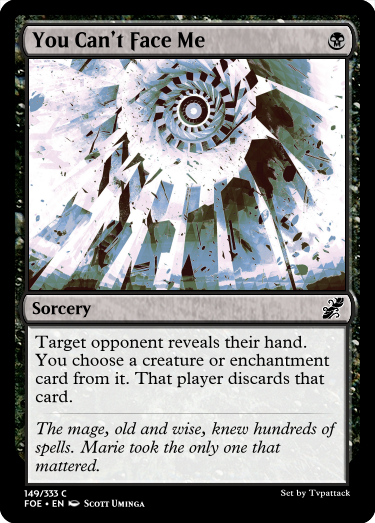 You Can't Face Me
Sorcery
Target opponent reveals their hand.
You choose a creature or enchantment
card from it. That player discards that
card.
The mage, old and wise, knew hundreds of
spells. Marie took the only one that
mattered.
149/333 C
Set by Tvpattack
FOE • EN Scott Uminga